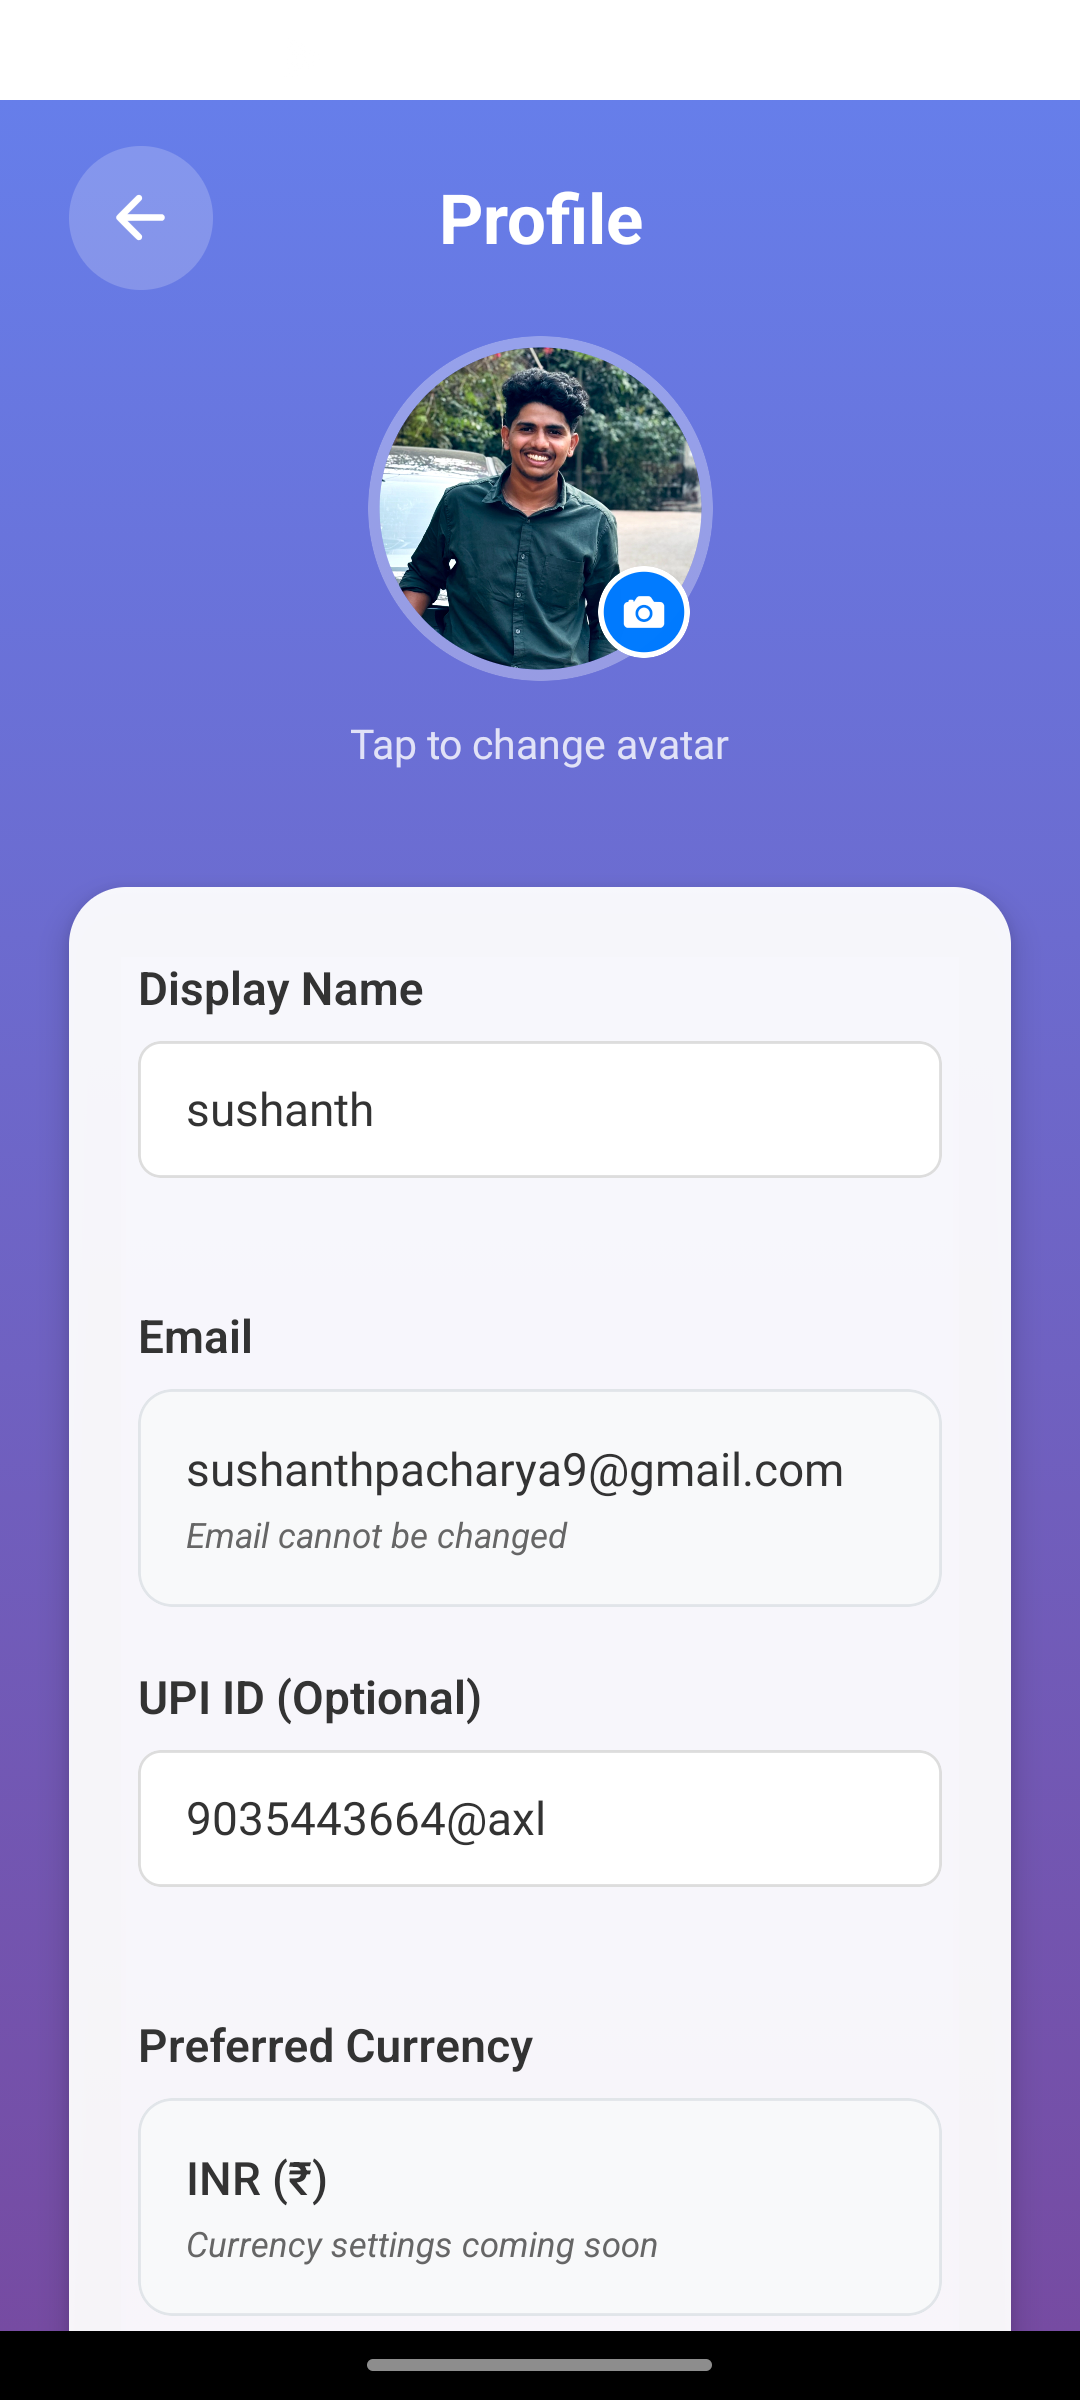 Profile
Tap to change avatar
Display Name
sushanth
Email
sushanthpacharya9@gmail.com
Email cannot be changed
UPI ID (Optional)
9035443664@axl
Preferred Currency
INR (₹)
Currency settings coming soon